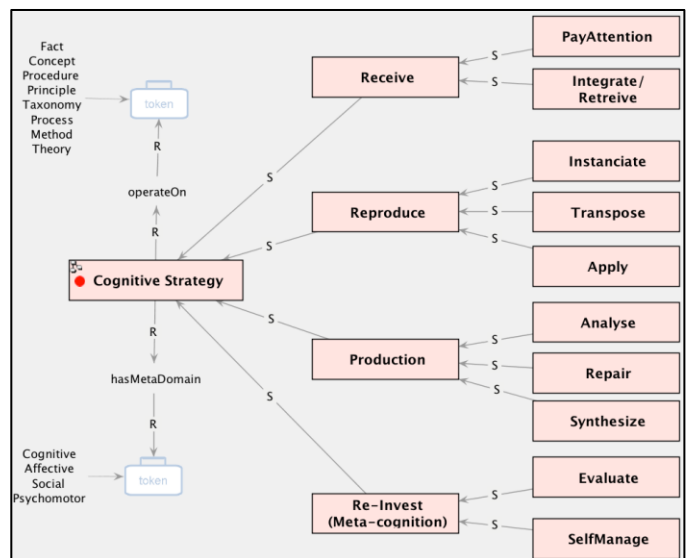 Fact
Concept
Procedure
Principle
Taxonomy
Process
Method
Theory
token
R
operateOn
R
Cognitive Strategy
R
hasMetaDomain
R
Cognitive
Affective
Social
Psychomotor
token
S
S
S
S
Receive
Reproduce
Production
Re-Invest
(Meta-cognition)
S
S
S
S
S
S
S
S
S
S
PayAttention
Integrate/
Retreive
Instanciate
Transpose
Apply
Analyse
Repair
Synthesize
Evaluate
SelfManage